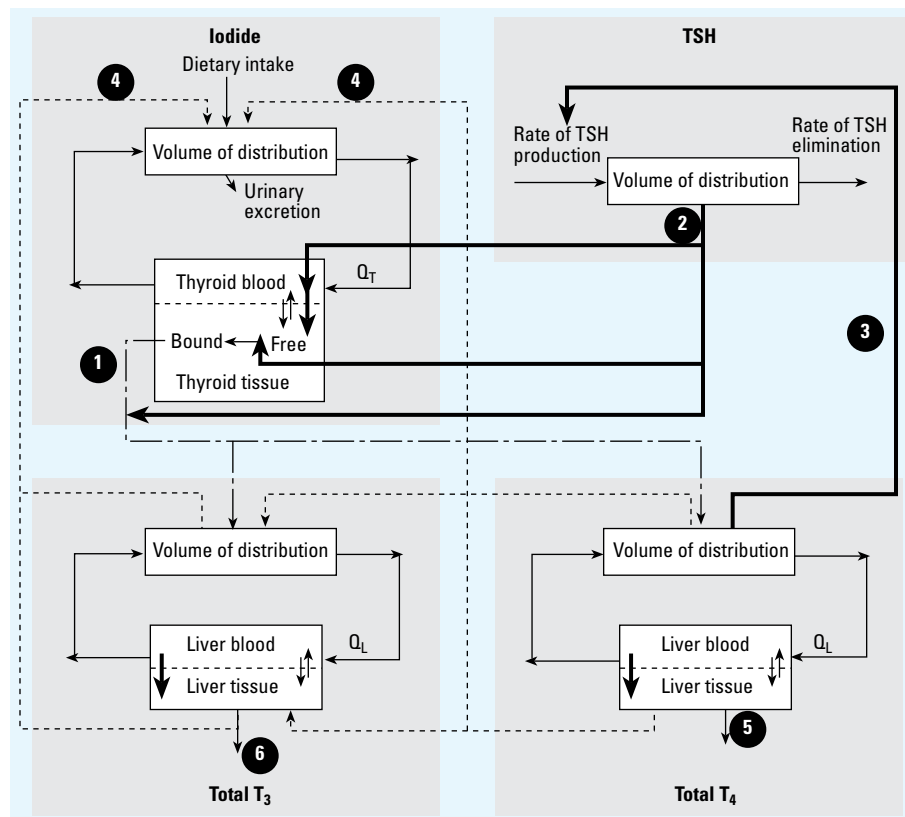 Iodide
Dietary intake
4
4
Volume of distribution
Urinary
excretion
Thyroid blood
Q_T
Bound
Free
Thyroid tissue
1
TSH
Rate of TSH
production
Rate of TSH
elimination
Volume of distribution
2
3
Volume of distribution
Liver blood
Q_L
Liver tissue
6
Total T₃
Volume of distribution
Liver blood
Q_L
Liver tissue
5
Total T₄